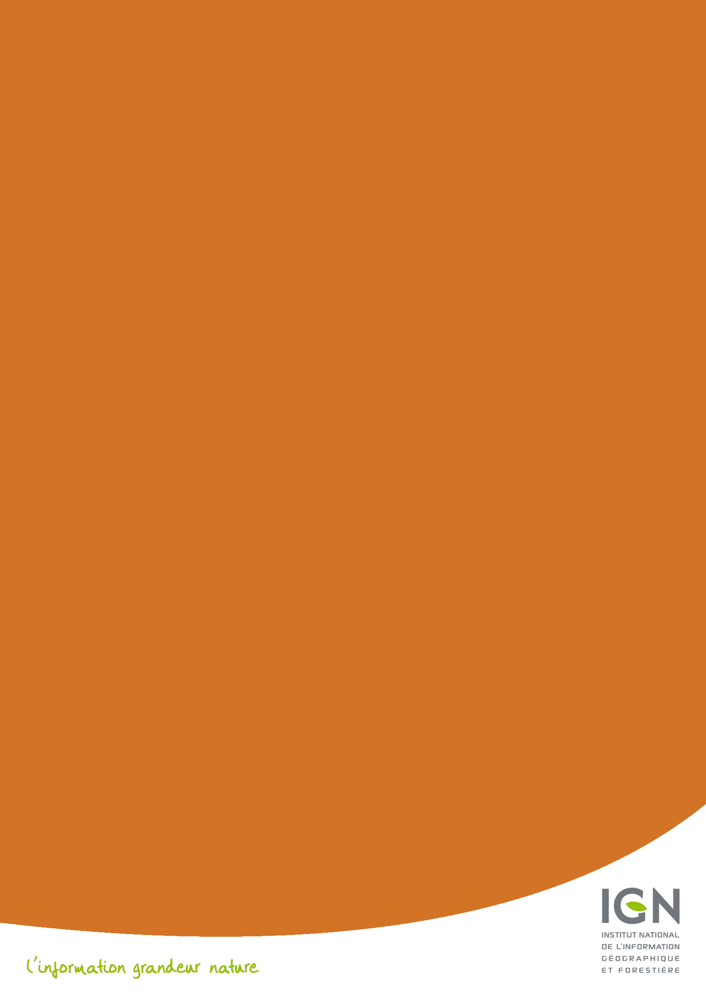 l'information grandeur nature
IGN
INSTITUT NATIONAL
DE L'INFORMATION
GÉOGRAPHIQUE
ET FORESTIÈRE